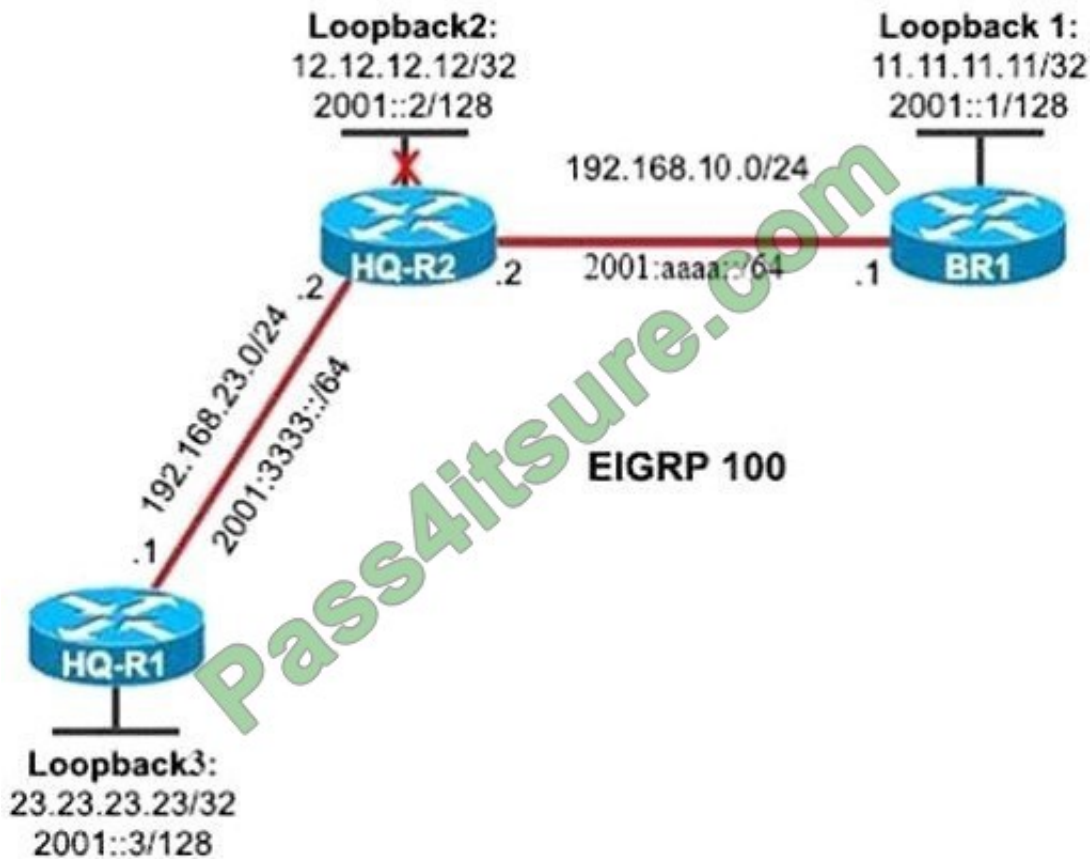 Loopback2:
12.12.12.12/32
2001::2/128
Loopback 1:
11.11.11.11/32
2001::1/128
192.168.10.0/24
HQ-R2
.2
2001:aaaa::/64
.1
BR1
.2
192.168.23.0/24
2001:3333::/64
.1
EIGRP 100
HQ-R1
Loopback3:
23.23.23.23/32
2001::3/128
Pass4itsure.com